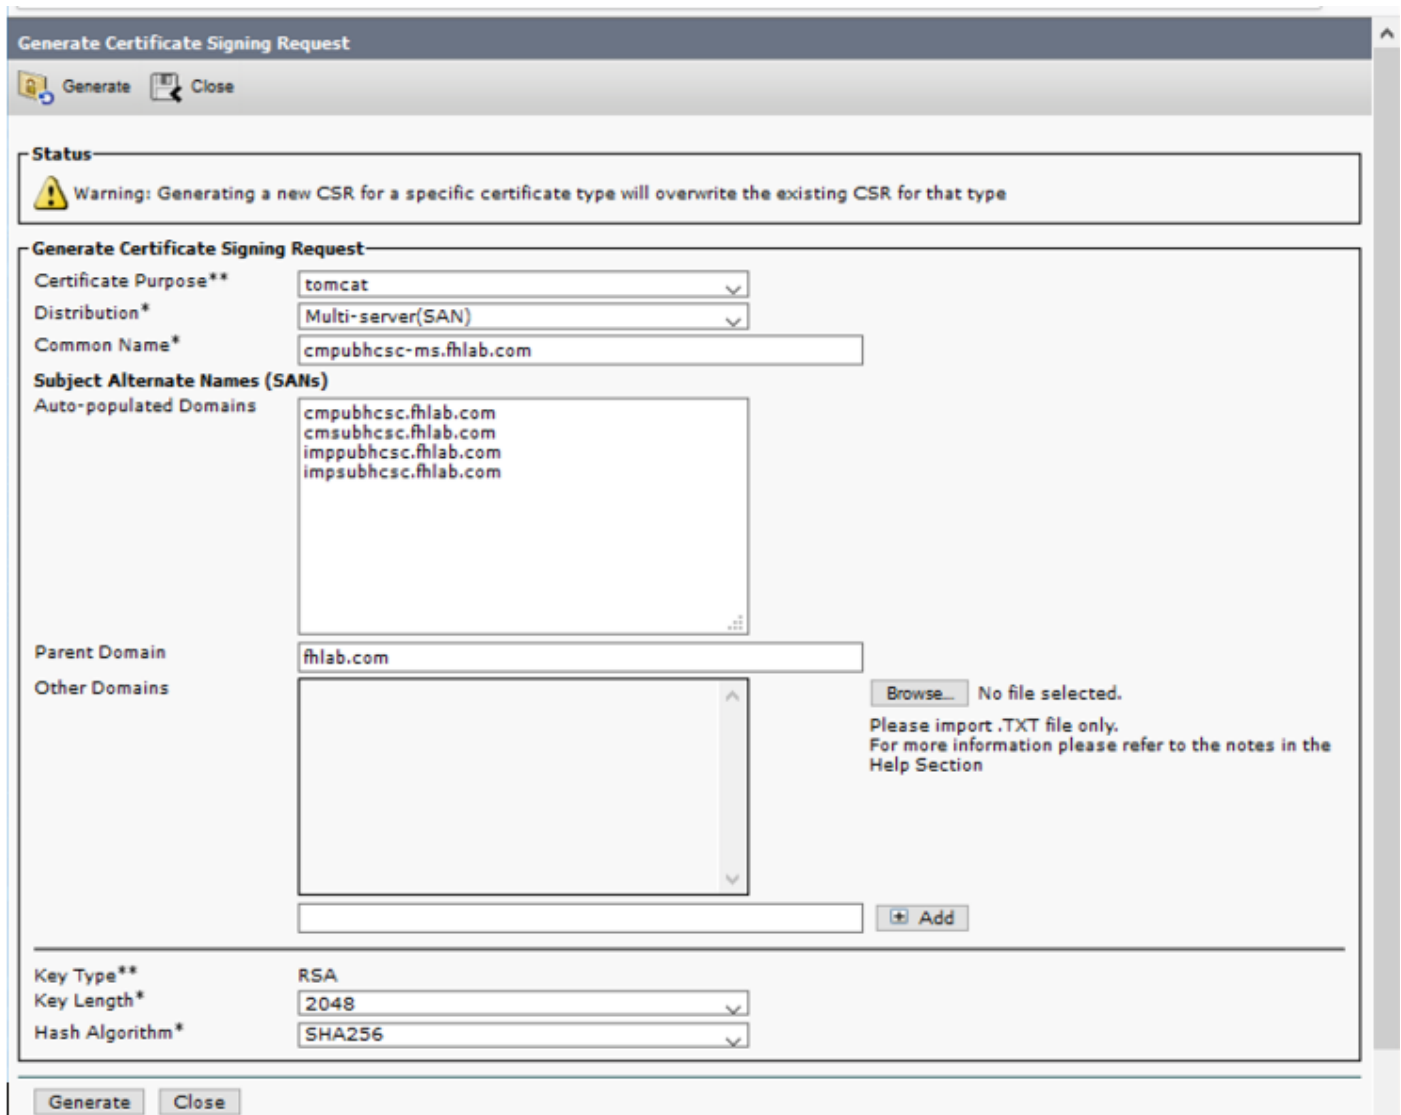 Generate Certificate Signing Request
Generate Close
Status
Warning: Generating a new CSR for a specific certificate type will overwrite the existing CSR for that type
Generate Certificate Signing Request
Certificate Purpose** tomcat
Distribution* Multi-server(SAN)
Common Name* cmpubhcsc-ms.fhlab.com
Subject Alternate Names (SANs)
Auto-populated Domains
cmpubhcsc.fhlab.com
cmsubhcsc.fhlab.com
imppubhcsc.fhlab.com
impsubhcsc.fhlab.com
Parent Domain fhlab.com
Other Domains
Browse... No file selected.
Please import .TXT file only.
For more information please refer to the notes in the
Help Section
Add
Key Type** RSA
Key Length* 2048
Hash Algorithm* SHA256
Generate Close